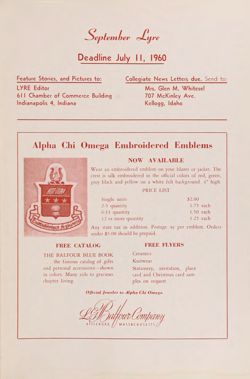 September Lyre
Deadline July 11, 1960
Feature Stories, and Pictures to:
LYRE Editor
611 Chamber of Commerce Building
Indianapolis 4, Indiana
Collegiate News Letters due. Send to:
Mrs. Glen M. Whitesel
707 McKinley Ave.
Kellogg, Idaho
Alpha Chi Omega Embroidered Emblems
NOW AVAILABLE
Wear an embroidered emblem on your blazer or jacket. The
crest is silk embroidered in the official colors of red, green,
gray black and yellow on a white felt background. 4" high
PRICE LIST
Single units $2.00
2-5 quantity 1.75 each
6-11 quantity 1.50 each
12 or more quantity 1.25 each
Any state tax in addition. Postage 4c per emblem. Orders
under $5.00 should be prepaid.
FREE CATALOG
THE BALFOUR BLUE BOOK
the famous catalog of gifts
and personal accessories—shown
in colors. Many aids to gracious
chapter living.
FREE FLYERS
Ceramics
Knitwear
Stationery, invitation, place
card and Christmas card sam-
ples on request
Official Jeweler to Alpha Chi Omega
L.G. Balfour Company
ATTLEBORO, MASSACHUSETTS